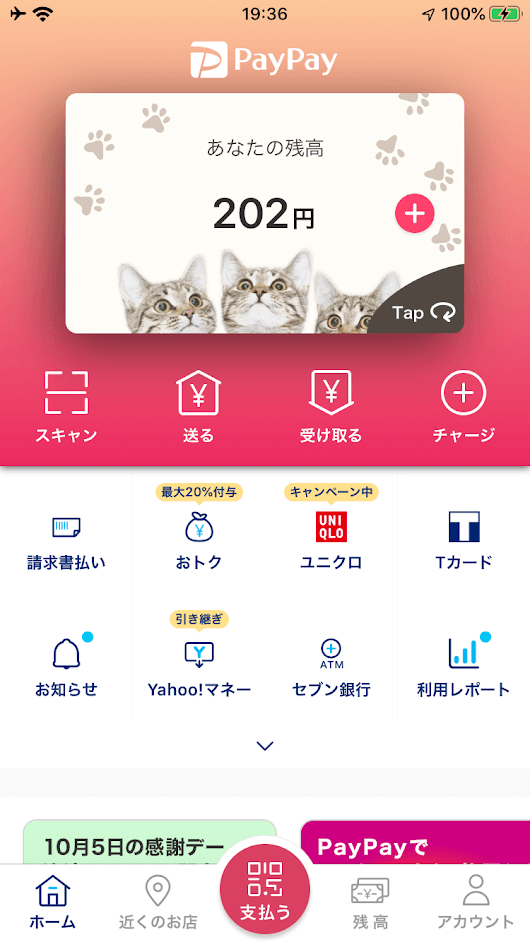 19:36
100%
PayPay
あなたの残高
202円
Tap
スキャン
送る
受け取る
チャージ
最大20%付与
キャンペーン中
UNI
QLO
請求書払い
おトク
ユニクロ
Tカード
引き継ぎ
ATM
お知らせ
Yahoo!マネー
セブン銀行
利用レポート
10月5日の感謝デー
PayPayで
支払う
ホーム
近くのお店
残高
アカウント